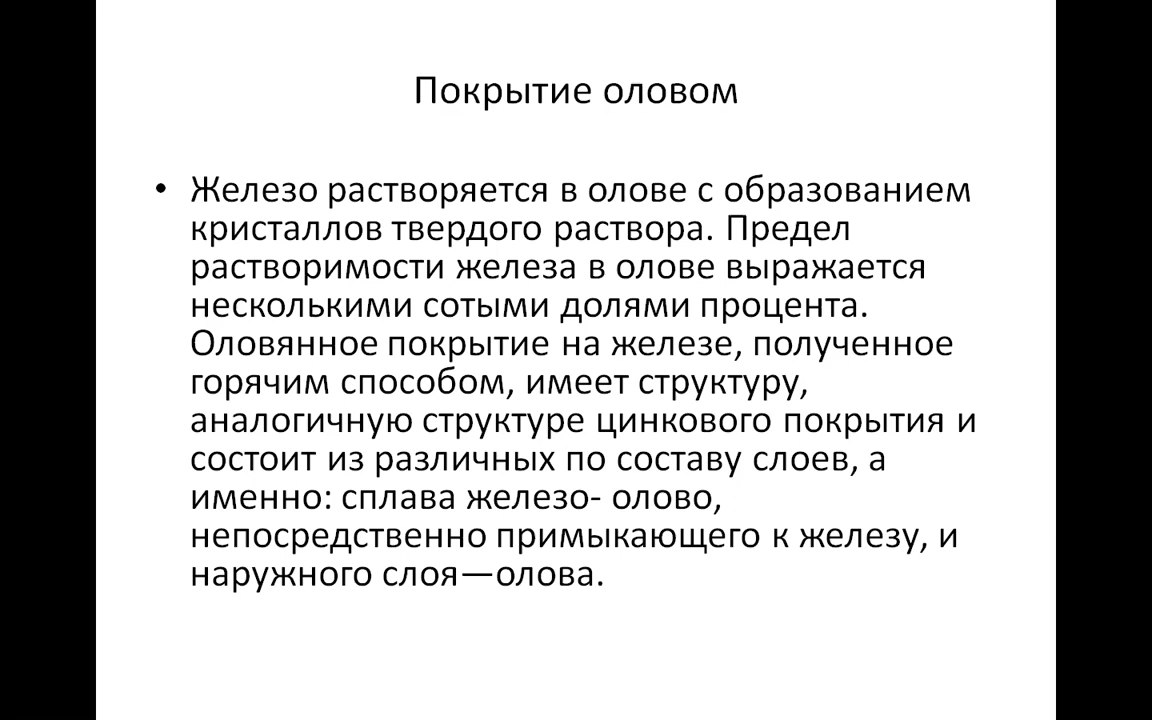 Покрытие оловом
• Железо растворяется в олове с образованием
кристаллов твердого раствора. Предел
растворимости железа в олове выражается
несколькими сотыми долями процента.
Оловянное покрытие на железе, полученное
горячим способом, имеет структуру,
аналогичную структуре цинкового покрытия и
состоит из различных по составу слоев, а
именно: сплава железо- олово,
непосредственно примыкающего к железу, и
наружного слоя—олова.